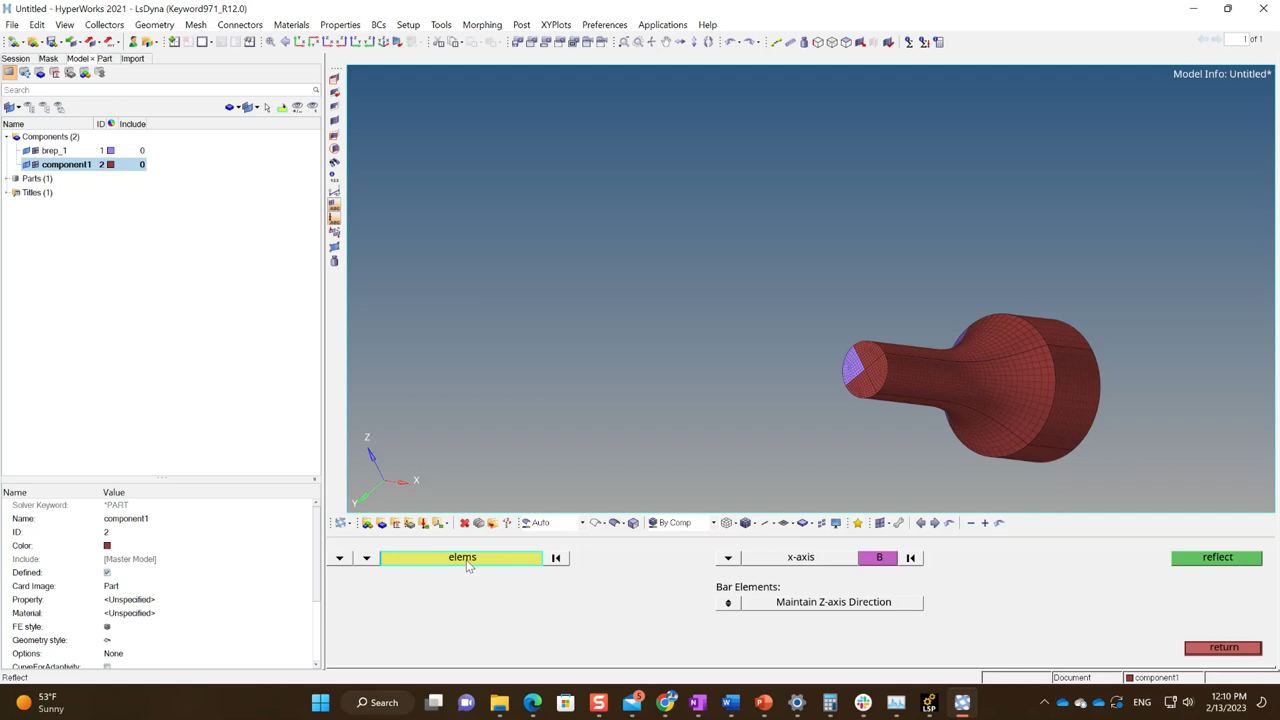 Untitled - HyperWorks 2021 - LsDyna (Keyword971_R12.0)
File Edit View Collectors Geometry Mesh Connectors Materials Properties BCs Setup Tools Morphing Post XYPlots Preferences Applications Help
1 of 1
Session Mask Model × Part Import
Model Info: Untitled*
Search
Name ID Include
Components (2)
brep_1 1 0
component1 2 0
Parts (1)
Titles (1)
Z
X
Y
Name Value
Solver Keyword: *PART
Name: component1
ID: 2
Color:
Include: [Master Model]
Defined:
Card Image: Part
Property: <Unspecified>
Material: <Unspecified>
FE style:
Geometry style:
Options: None
CurveForAdaptivity:
Auto By Comp
elems x-axis B reflect
Bar Elements:
Maintain Z-axis Direction
return
Reflect Document component1
53°F
Sunny
Search
5
LSP
ENG
12:10 PM
2/13/2023